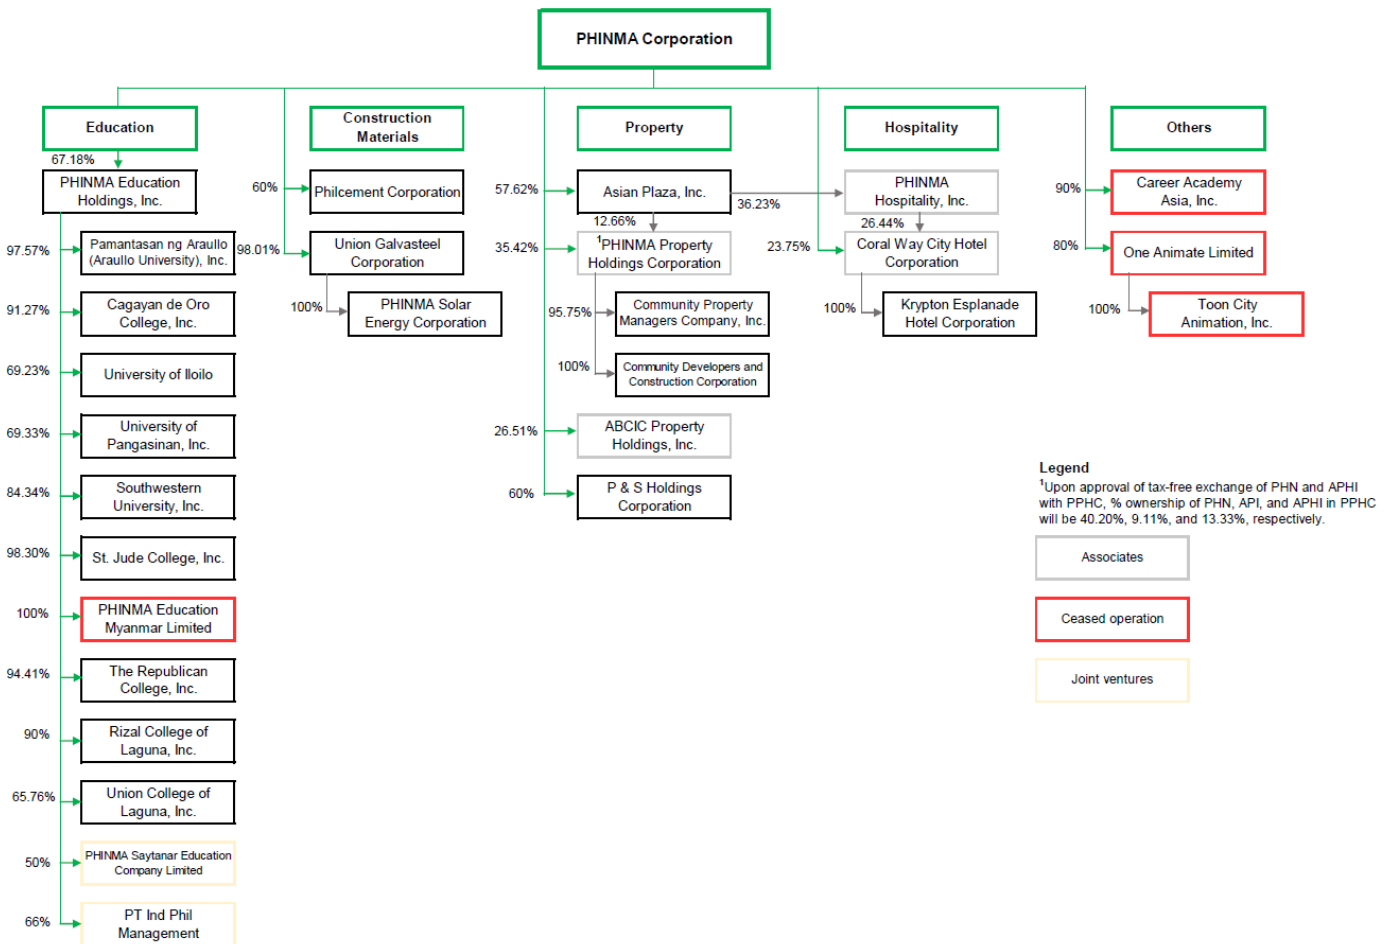 PHINMA Corporation
Education
67.18%
PHINMA Education
Holdings, Inc.
97.57%
Pamantasan ng Araullo
(Araullo University), Inc.
91.27%
Cagayan de Oro
College, Inc.
69.23%
University of Iloilo
69.33%
University of
Pangasinan, Inc.
84.34%
Southwestern
University, Inc.
98.30%
St. Jude College, Inc.
100%
PHINMA Education
Myanmar Limited
94.41%
The Republican
College, Inc.
90%
Rizal College of
Laguna, Inc.
65.76%
Union College of
Laguna, Inc.
50%
PHINMA Saytanar Education
Company Limited
66%
PT Ind Phil
Management
Construction
Materials
60%
Philcement Corporation
98.01%
Union Galvasteel
Corporation
100%
PHINMA Solar
Energy Corporation
Property
57.62%
Asian Plaza, Inc.
36.23%
12.66%
35.42%
1PHINMA Property
Holdings Corporation
95.75%
Community Property
Managers Company, Inc.
100%
Community Developers and
Construction Corporation
26.51%
ABCIC Property
Holdings, Inc.
60%
P & S Holdings
Corporation
Hospitality
PHINMA
Hospitality, Inc.
26.44%
23.75%
Coral Way City Hotel
Corporation
100%
Krypton Esplanade
Hotel Corporation
Others
90%
Career Academy
Asia, Inc.
80%
One Animate Limited
100%
Toon City
Animation, Inc.
Legend
1Upon approval of tax-free exchange of PHN and APHI
with PPHC, % ownership of PHN, API, and APHI in PPHC
will be 40.20%, 9.11%, and 13.33%, respectively.
Associates
Ceased operation
Joint ventures